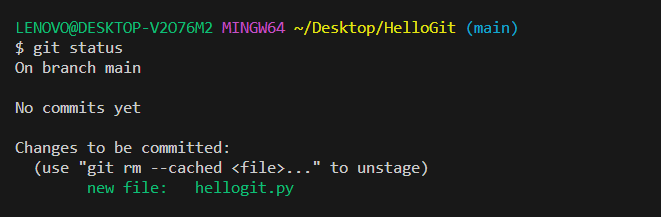 LENOVO@DESKTOP-V2O76M2 MINGW64 ~/Desktop/HelloGit (main)
$ git status
On branch main
No commits yet
Changes to be committed:
(use "git rm --cached <file>..." to unstage)
new file: hellogit.py